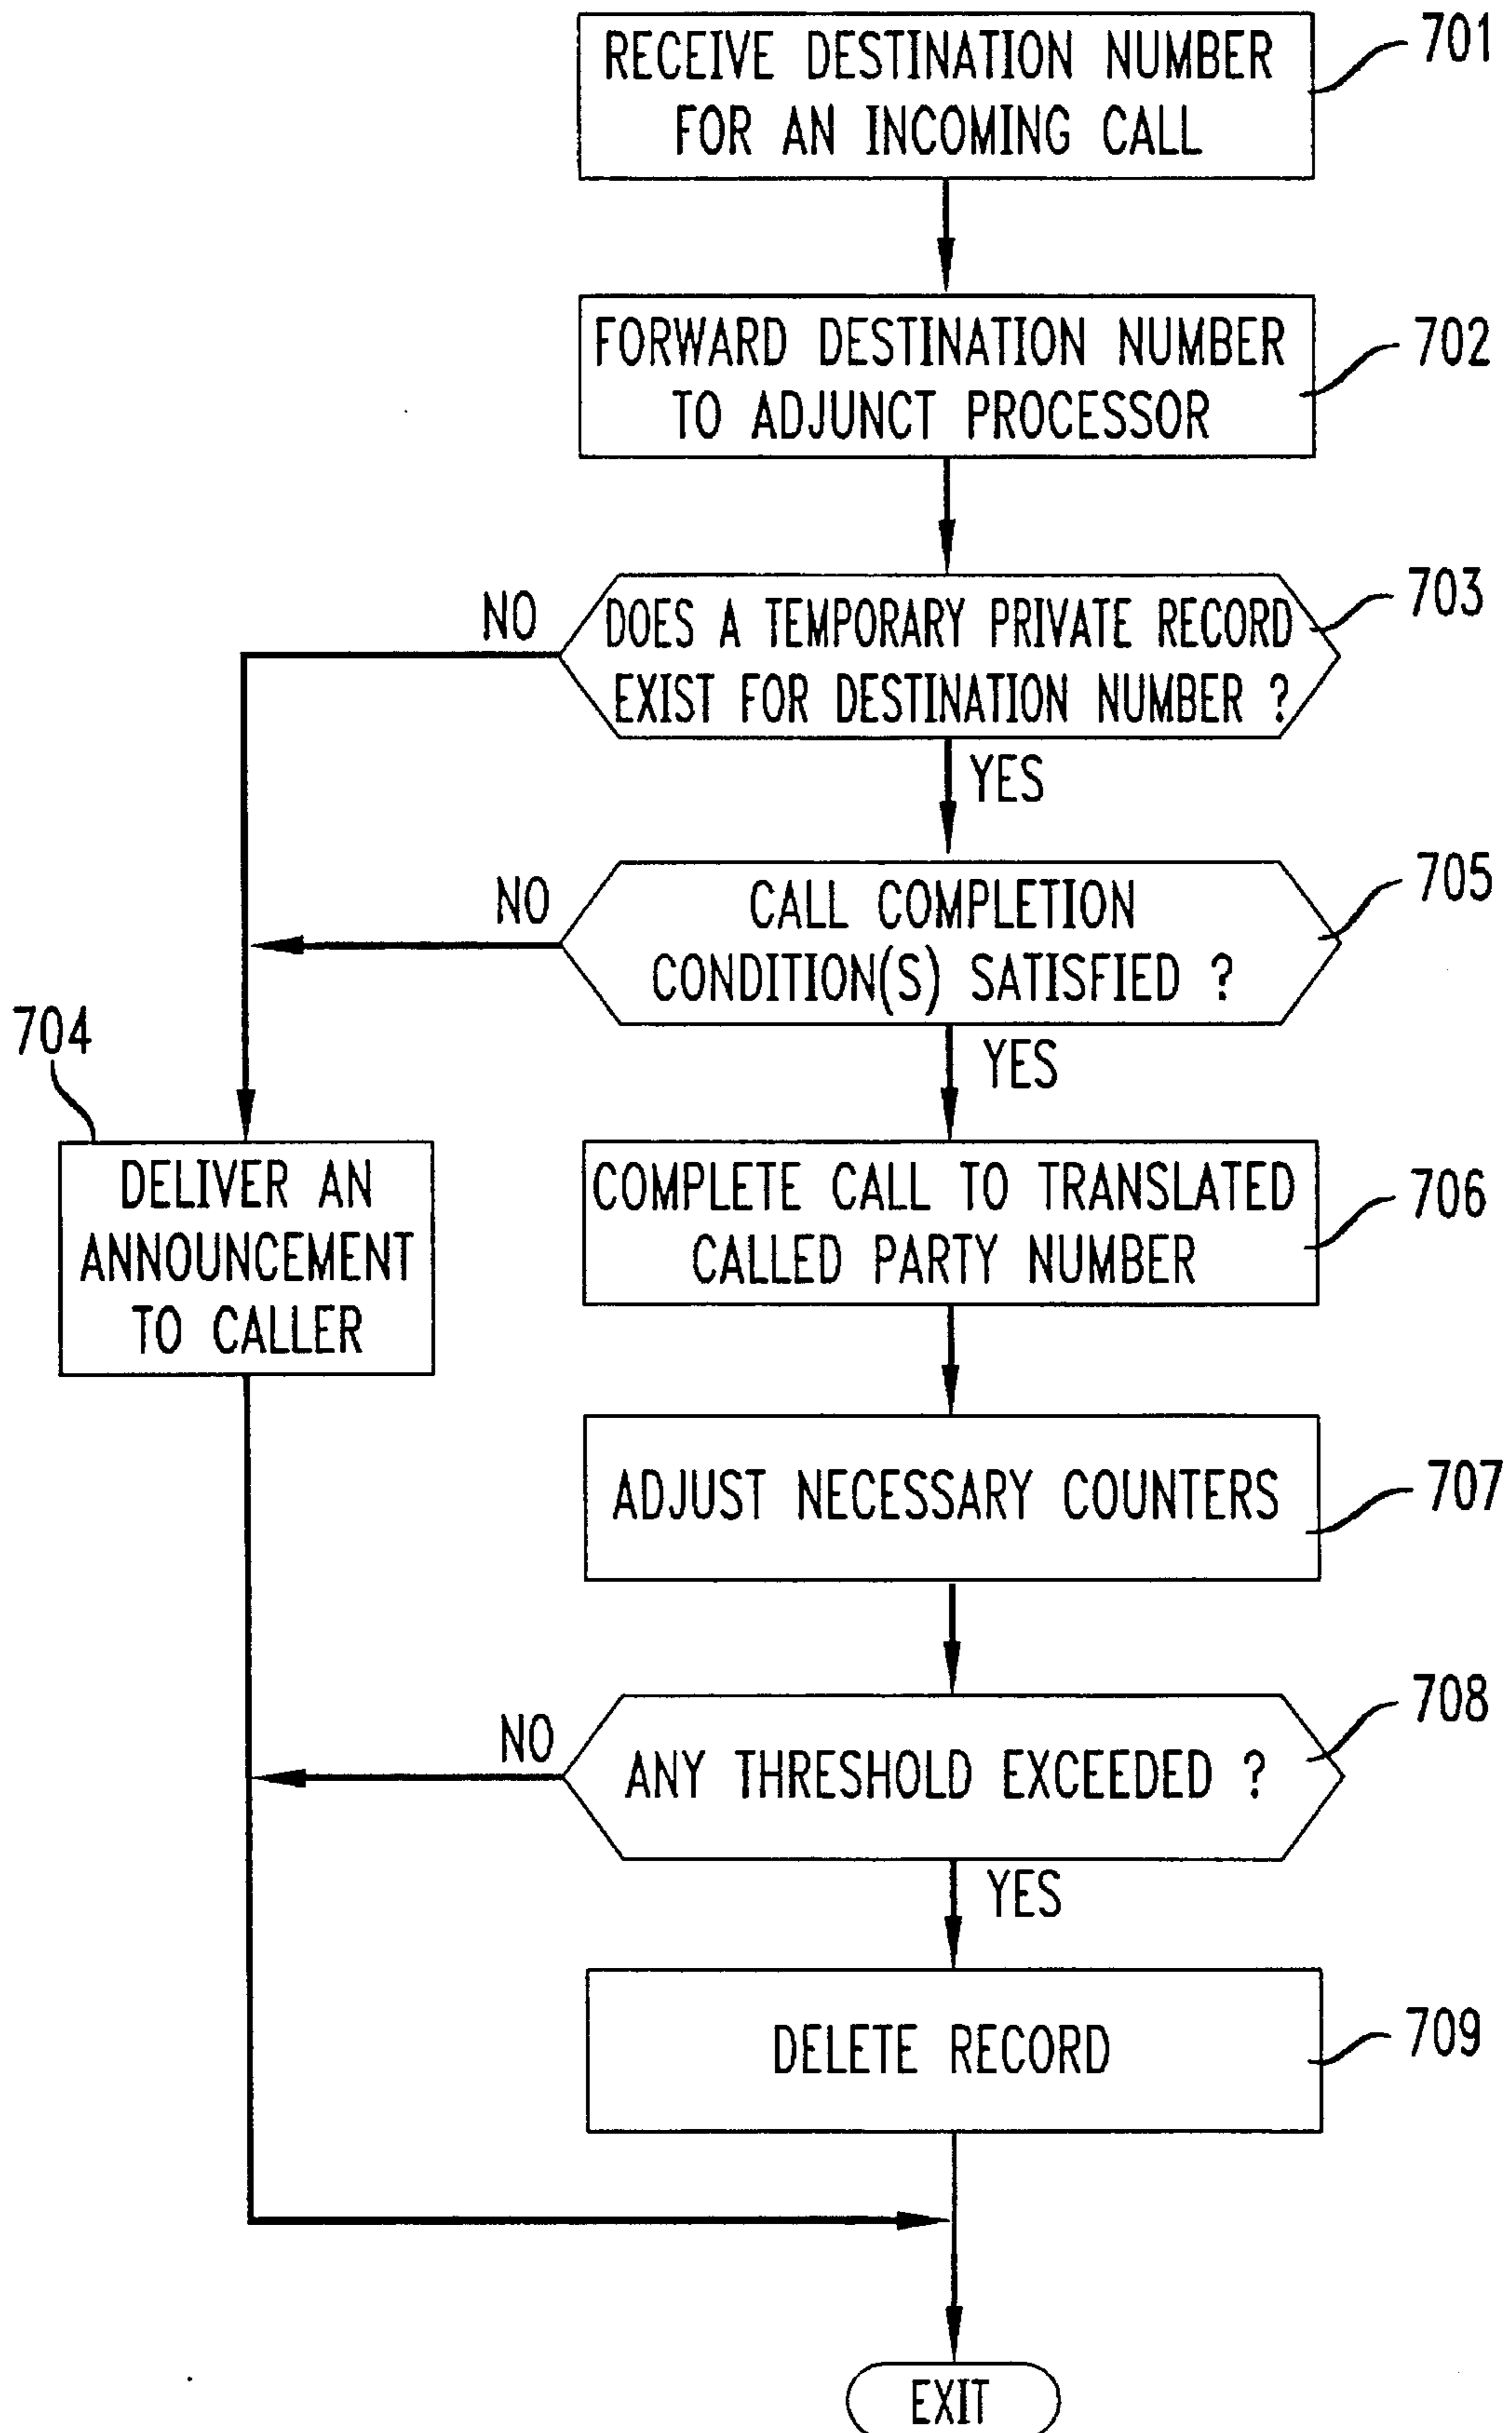 RECEIVE DESTINATION NUMBER
FOR AN INCOMING CALL
701
FORWARD DESTINATION NUMBER
TO ADJUNCT PROCESSOR
702
NO
DOES A TEMPORARY PRIVATE RECORD
EXIST FOR DESTINATION NUMBER ?
703
YES
NO
CALL COMPLETION
CONDITION(S) SATISFIED ?
705
YES
704
DELIVER AN
ANNOUNCEMENT
TO CALLER
COMPLETE CALL TO TRANSLATED
CALLED PARTY NUMBER
706
ADJUST NECESSARY COUNTERS
707
NO
ANY THRESHOLD EXCEEDED ?
708
YES
DELETE RECORD
709
EXIT